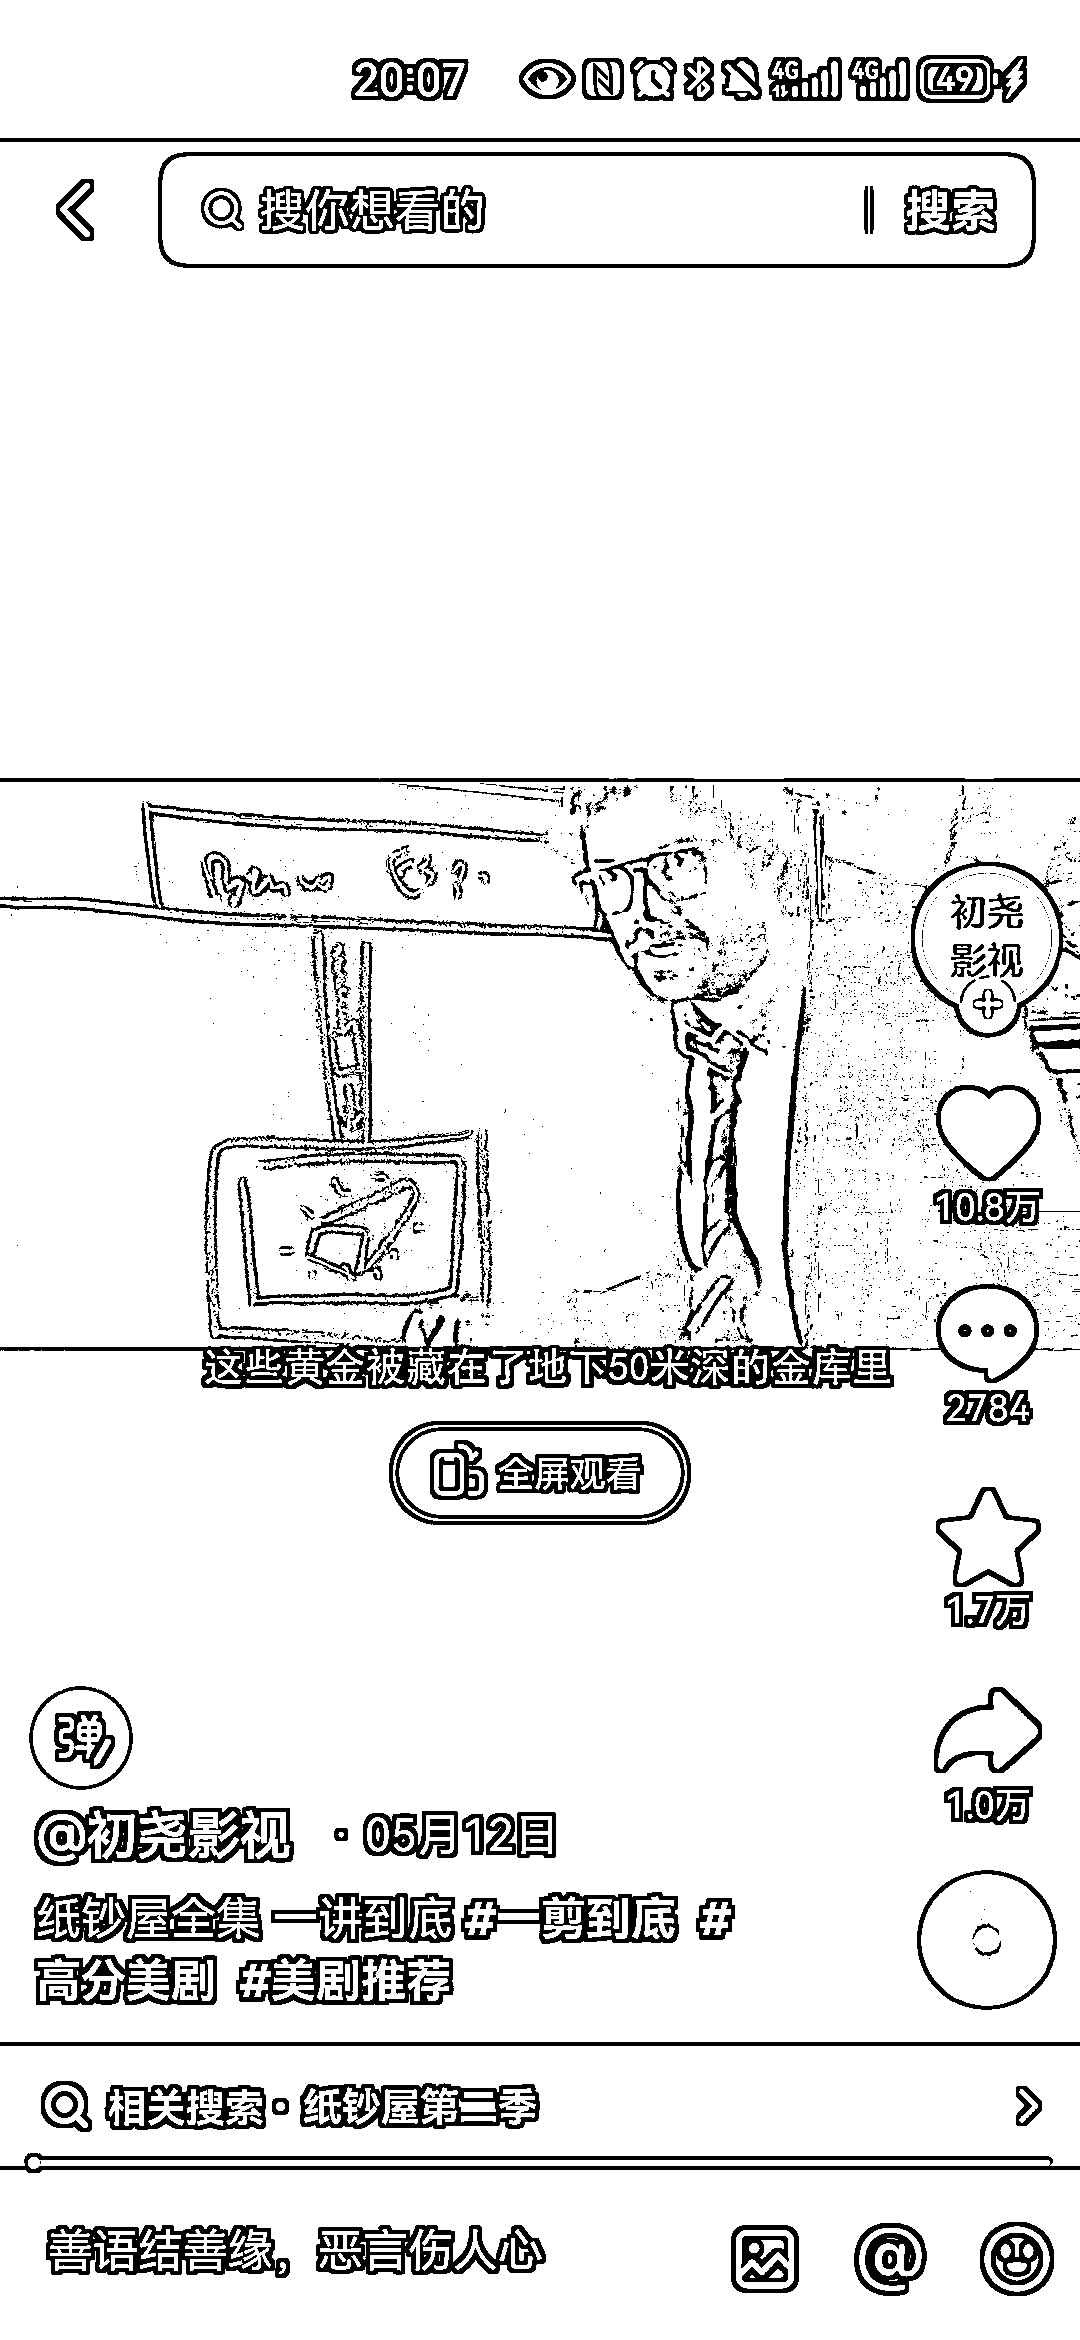 20:07 4G 4G 49
搜你想看的 搜索
初尧
影视
10.8万
这些黄金被藏在了地下50米深的金库里
2784
全屏观看
1.7万
弹
1.0万
@初尧影视 · 05月12日
纸钞屋全集 一讲到底 #一剪到底 #
高分美剧 #美剧推荐
相关搜索 · 纸钞屋第二季
善语结善缘，恶言伤人心